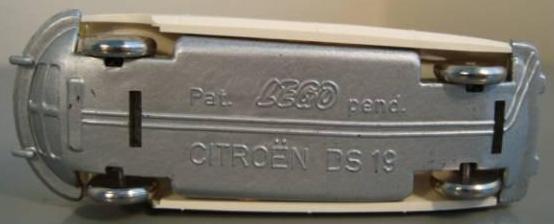 Pat. LEGO pend.
CITROËN DS 19